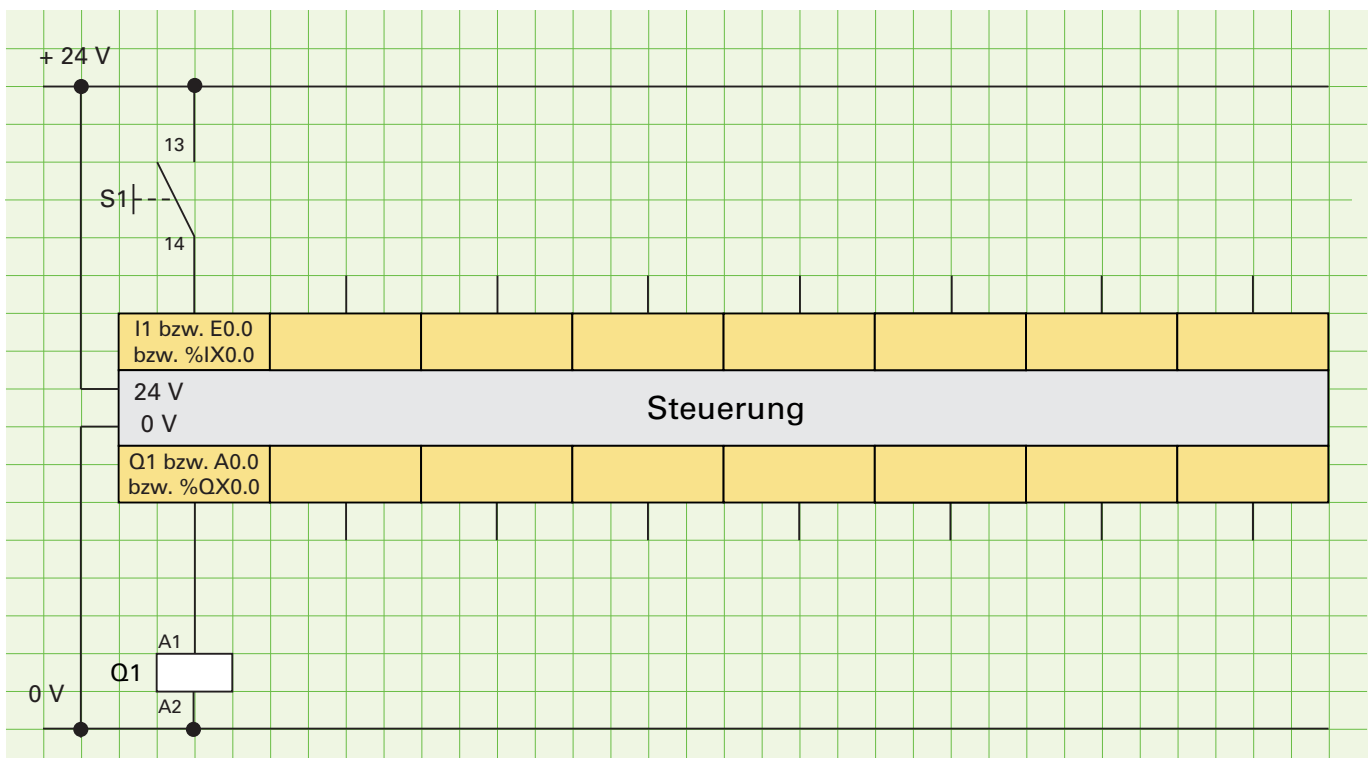 + 24 V
13
S1
14
I1 bzw. E0.0
bzw. %IX0.0
24 V
0 V
Steuerung
Q1 bzw. A0.0
bzw. %QX0.0
A1
Q1
0 V
A2